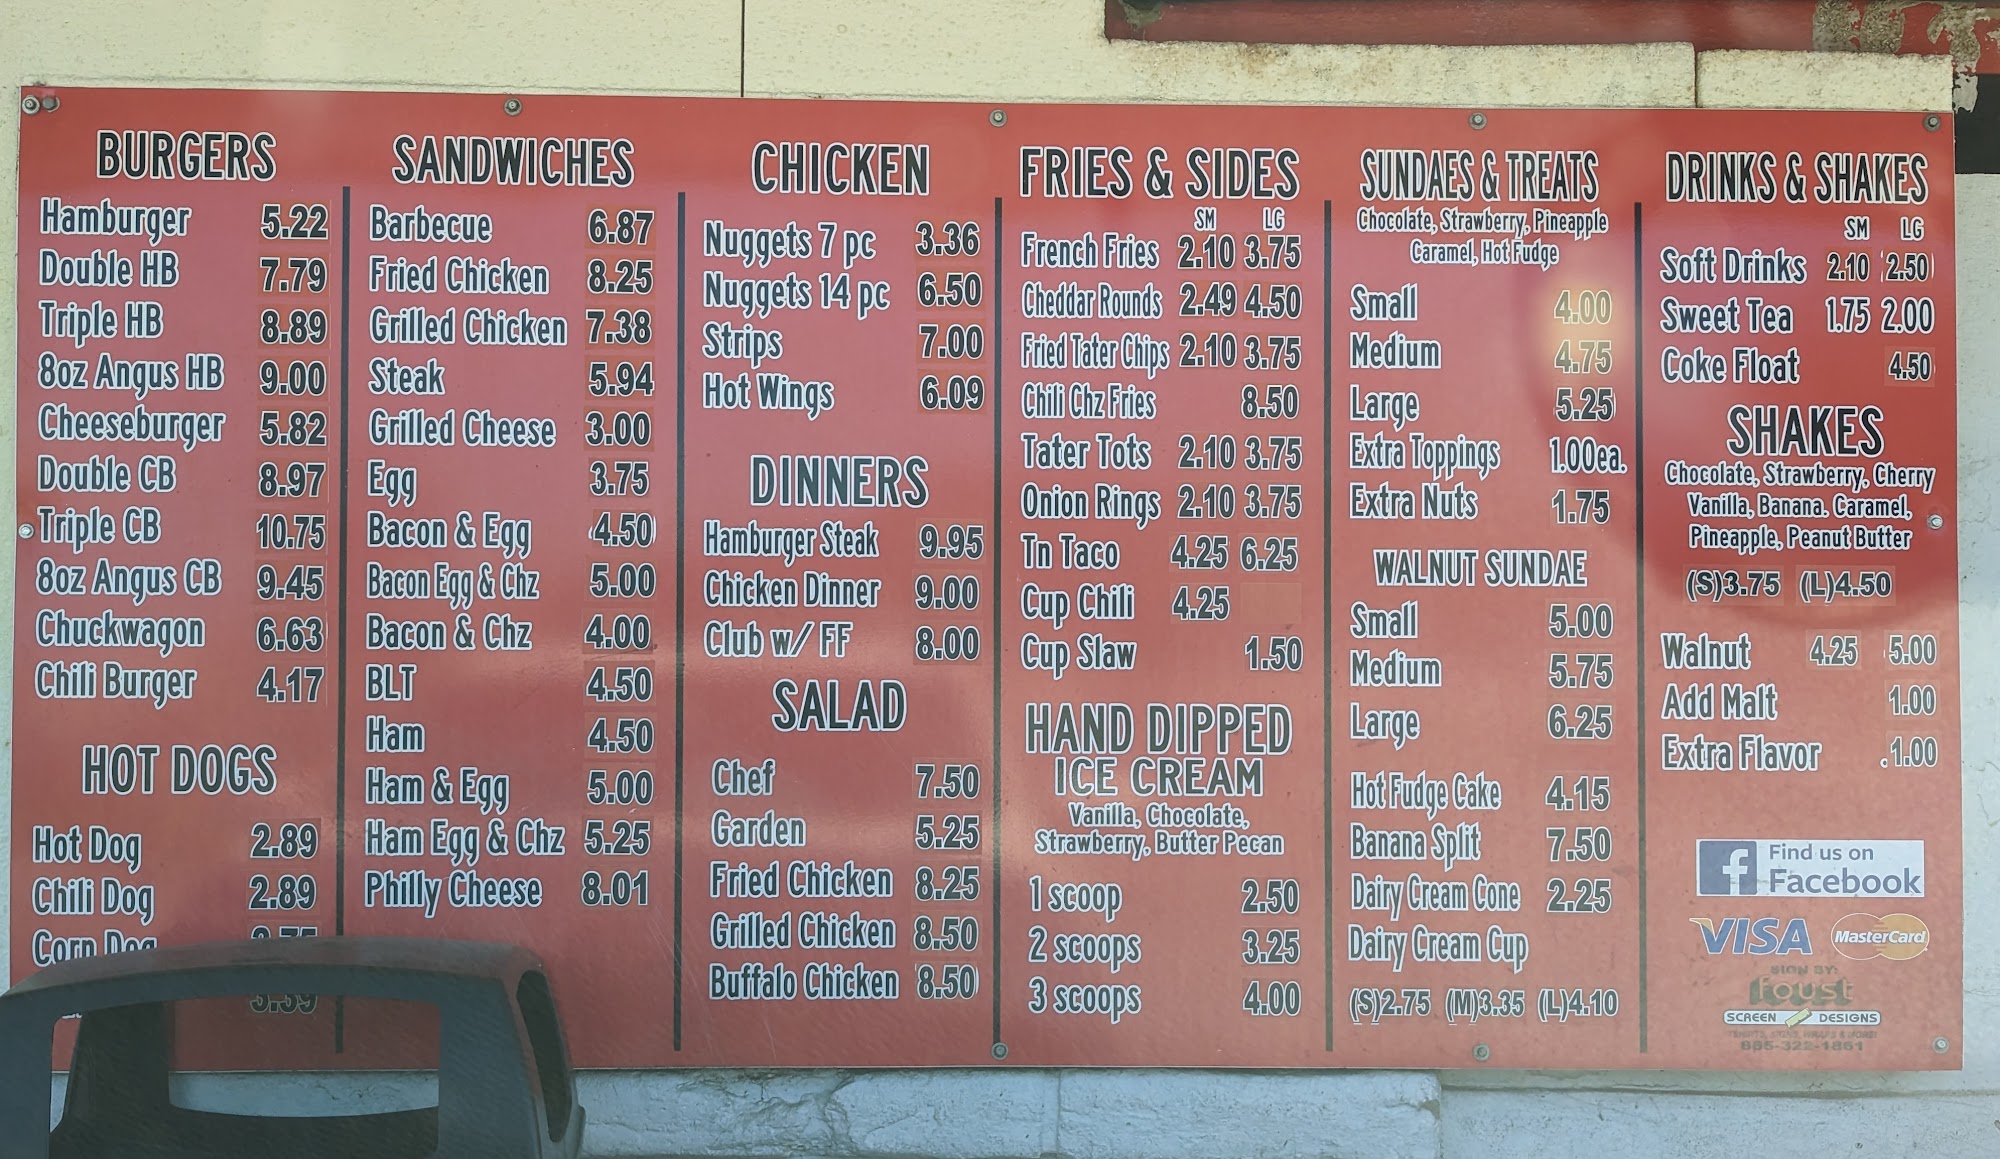 BURGERS
Hamburger 5.22
Double HB 7.79
Triple HB 8.89
8oz Angus HB 9.00
Cheeseburger 5.82
Double CB 8.97
Triple CB 10.75
8oz Angus CB 9.45
Chuckwagon 6.63
Chili Burger 4.17
HOT DOGS
Hot Dog 2.89
Chili Dog 2.89
Corn Dog
SANDWICHES
Barbecue 6.87
Fried Chicken 8.25
Grilled Chicken 7.38
Steak 5.94
Grilled Cheese 3.00
Egg 3.75
Bacon & Egg 4.50
Bacon Egg & Chz 5.00
Bacon & Chz 4.00
BLT 4.50
Ham 4.50
Ham & Egg 5.00
Ham Egg & Chz 5.25
Philly Cheese 8.01
CHICKEN
Nuggets 7 pc 3.36
Nuggets 14 pc 6.50
Strips 7.00
Hot Wings 6.09
DINNERS
Hamburger Steak 9.95
Chicken Dinner 9.00
Club w/ FF 8.00
SALAD
Chef 7.50
Garden 5.25
Fried Chicken 8.25
Grilled Chicken 8.50
Buffalo Chicken 8.50
FRIES & SIDES
SM LG
French Fries 2.10 3.75
Cheddar Rounds 2.49 4.50
Fried Tater Chips 2.10 3.75
Chili Chz Fries 8.50
Tater Tots 2.10 3.75
Onion Rings 2.10 3.75
Tn Taco 4.25 6.25
Cup Chili 4.25
Cup Slaw 1.50
HAND DIPPED
ICE CREAM
Vanilla, Chocolate,
Strawberry, Butter Pecan
1 scoop 2.50
2 scoops 3.25
3 scoops 4.00
SUNDAES & TREATS
Chocolate, Strawberry, Pineapple
Caramel, Hot Fudge
Small 4.00
Medium 4.75
Large 5.25
Extra Toppings 1.00ea.
Extra Nuts 1.75
WALNUT SUNDAE
Small 5.00
Medium 5.75
Large 6.25
Hot Fudge Cake 4.15
Banana Split 7.50
Dairy Cream Cone 2.25
Dairy Cream Cup
(S)2.75 (M)3.35 (L)4.10
DRINKS & SHAKES
SM LG
Soft Drinks 2.10 2.50
Sweet Tea 1.75 2.00
Coke Float 4.50
SHAKES
Chocolate, Strawberry, Cherry
Vanilla, Banana. Caramel,
Pineapple, Peanut Butter
(S)3.75 (L)4.50
Walnut 4.25 5.00
Add Malt 1.00
Extra Flavor .1.00
f Find us on
Facebook
VISA MasterCard
SIGN BY:
foust
SCREEN DESIGNS
865-322-1861